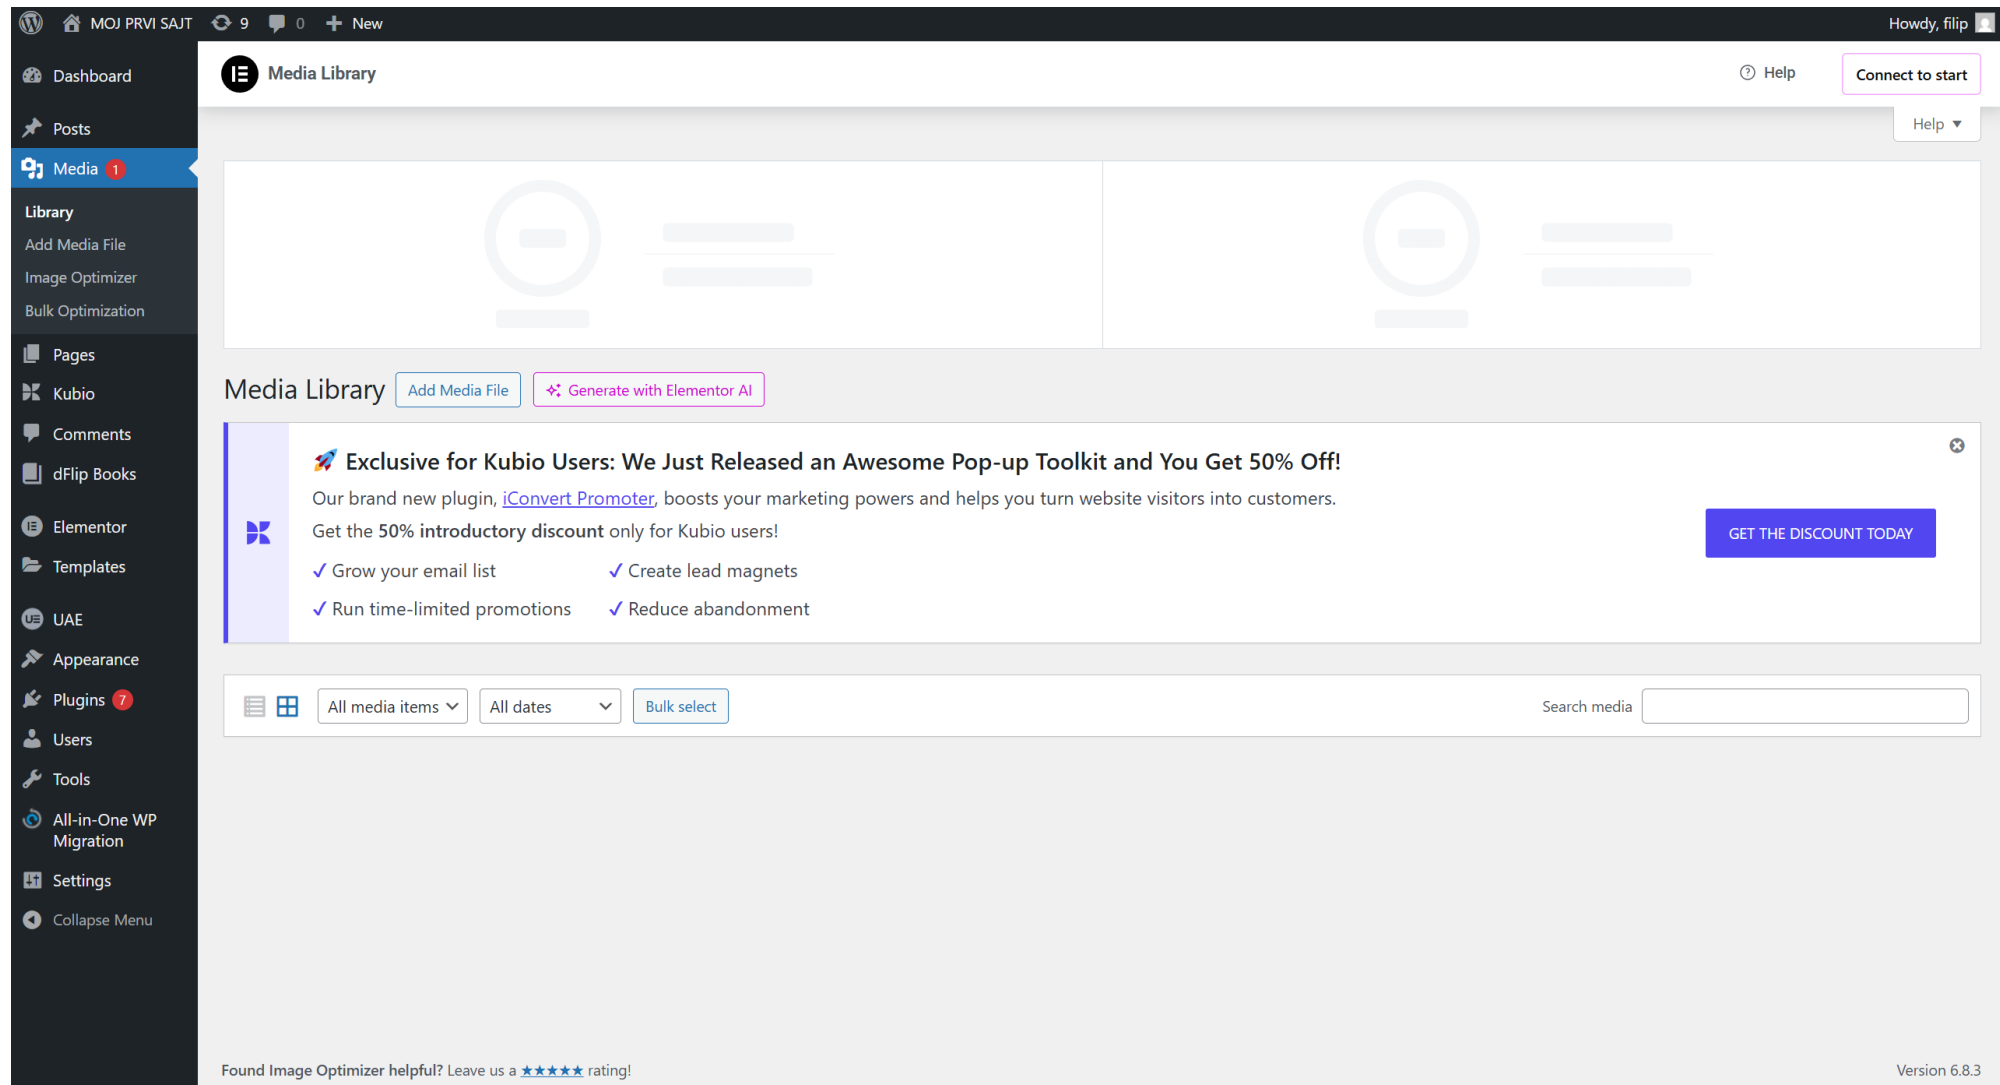 MOJ PRVI SAJT 9 0 New Howdy, filip
Dashboard
Posts
Media 1
Library
Add Media File
Image Optimizer
Bulk Optimization
Pages
Kubio
Comments
dFlip Books
Elementor
Templates
UAE
Appearance
Plugins 7
Users
Tools
All-in-One WP
Migration
Settings
Collapse Menu
Media Library Help Connect to start
Help
Media Library Add Media File Generate with Elementor AI
🚀 Exclusive for Kubio Users: We Just Released an Awesome Pop-up Toolkit and You Get 50% Off!
Our brand new plugin, iConvert Promoter, boosts your marketing powers and helps you turn website visitors into customers.
Get the 50% introductory discount only for Kubio users!
✓ Grow your email list ✓ Create lead magnets
✓ Run time-limited promotions ✓ Reduce abandonment
GET THE DISCOUNT TODAY
All media items All dates Bulk select Search media
Found Image Optimizer helpful? Leave us a ★★★★★ rating! Version 6.8.3